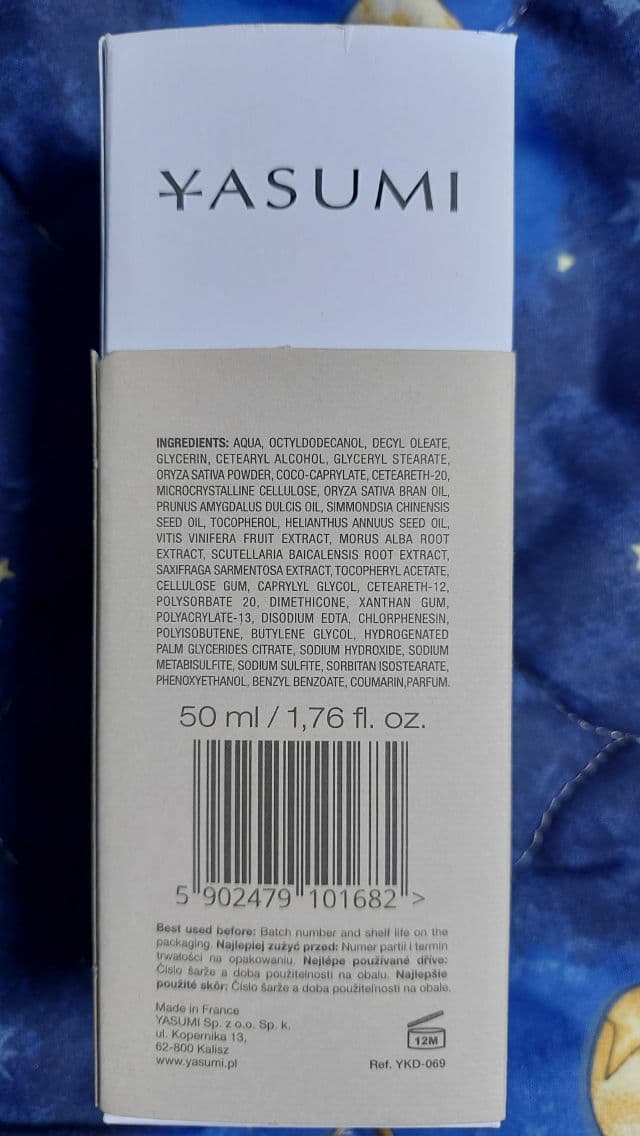 YASUMI
INGREDIENTS: AQUA, OCTYLDODECANOL, DECYL OLEATE,
GLYCERIN, CETEARYL ALCOHOL, GLYCERYL STEARATE,
ORYZA SATIVA POWDER, COCO-CAPRYLATE, CETEARETH-20,
MICROCRYSTALLINE CELLULOSE, ORYZA SATIVA BRAN OIL,
PRUNUS AMYGDALUS DULCIS OIL, SIMMONDSIA CHINENSIS
SEED OIL, TOCOPHEROL, HELIANTHUS ANNUUS SEED OIL,
VITIS VINIFERA FRUIT EXTRACT, MORUS ALBA ROOT
EXTRACT, SCUTELLARIA BAICALENSIS ROOT EXTRACT,
SAXIFRAGA SARMENTOSA EXTRACT, TOCOPHERYL ACETATE,
CELLULOSE GUM, CAPRYLYL GLYCOL, CETEARETH-12,
POLYSORBATE 20, DIMETHICONE, XANTHAN GUM,
POLYACRYLATE-13, DISODIUM EDTA, CHLORPHENESIN,
POLYISOBUTENE, BUTYLENE GLYCOL, HYDROGENATED
PALM GLYCERIDES CITRATE, SODIUM HYDROXIDE, SODIUM
METABISULFITE, SODIUM SULFITE, SORBITAN ISOSTEARATE,
PHENOXYETHANOL, BENZYL BENZOATE, COUMARIN,PARFUM.
50 ml / 1,76 fl. oz.
5 902479 101682 >
Best used before: Batch number and shelf life on the
packaging. Najlepiej zużyć przed: Numer partii i termin
trwałości na opakowaniu. Nejlépe používané dříve:
Číslo šarže a doba použitelnosti na obalu. Najlepšie
použité skôr: Číslo šarže a doba použiteľnosti na obale.
Made in France
YASUMI Sp. z o.o. Sp. k.
ul. Kopernika 13,
62-800 Kalisz
www.yasumi.pl
12M
Ref. YKD-069